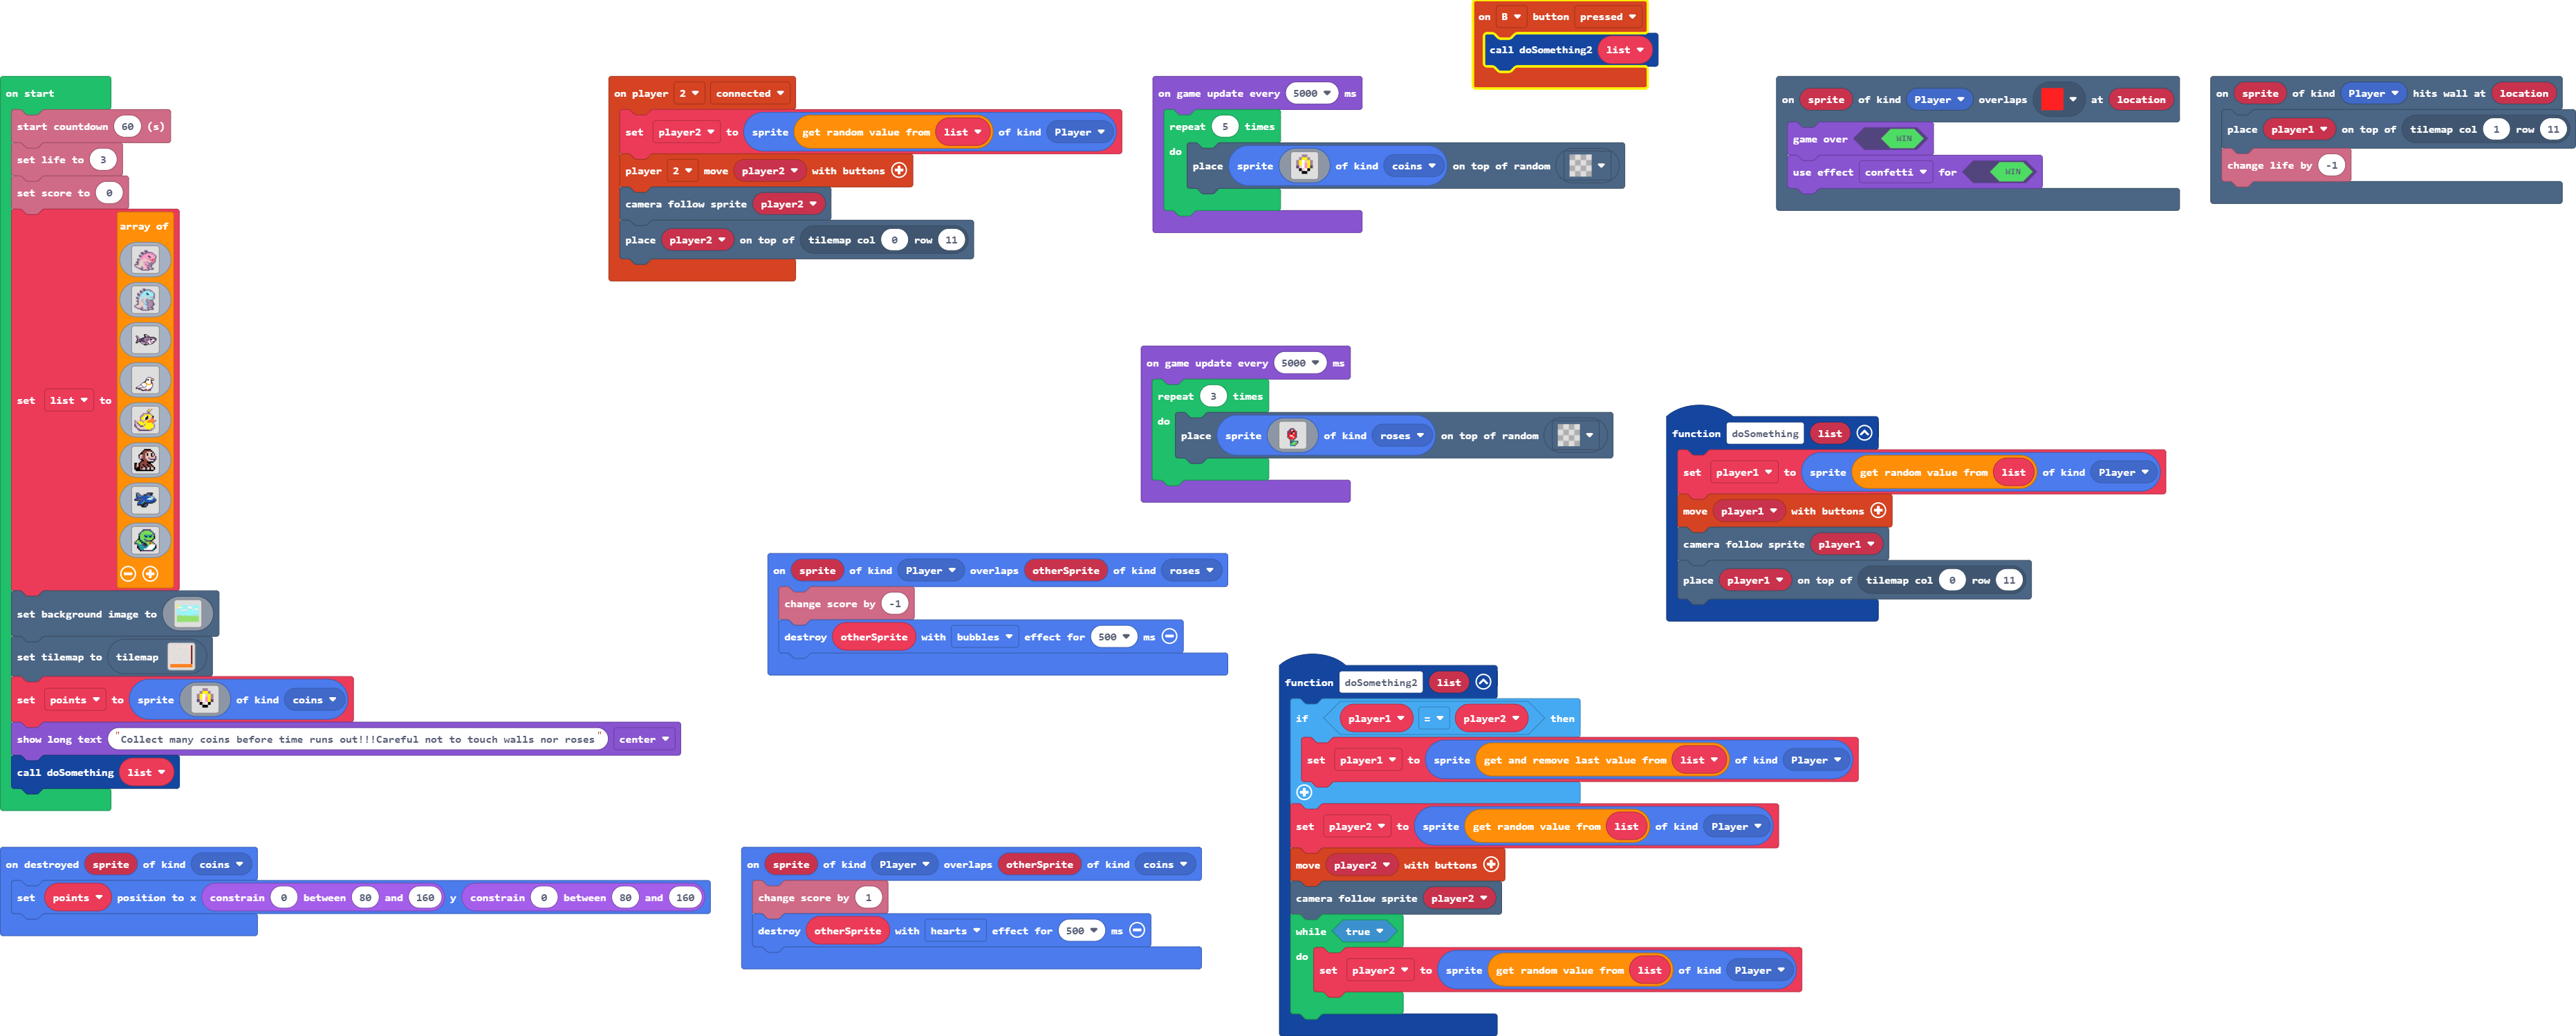 on start
start countdown 60 (s)
set life to 3
set score to 0
set list to array of
set background image to
set tilemap to tilemap
set points to sprite of kind coins
show long text "Collect many coins before time runs out!!!Careful not to touch walls nor roses" center
call doSomething list
on destroyed sprite of kind coins
set points position to x constrain 0 between 80 and 160 y constrain 0 between 80 and 160
on player 2 connected
set player2 to sprite get random value from list of kind Player
player 2 move player2 with buttons
camera follow sprite player2
place player2 on top of tilemap col 0 row 11
on sprite of kind Player overlaps otherSprite of kind roses
change score by -1
destroy otherSprite with bubbles effect for 500 ms
on sprite of kind Player overlaps otherSprite of kind coins
change score by 1
destroy otherSprite with hearts effect for 500 ms
on game update every 5000 ms
repeat 5 times
do place sprite of kind coins on top of random
on game update every 5000 ms
repeat 3 times
do place sprite of kind roses on top of random
on B button pressed
call doSomething2 list
function doSomething2 list
if player1 = player2 then
set player1 to sprite get and remove last value from list of kind Player
set player2 to sprite get random value from list of kind Player
move player2 with buttons
camera follow sprite player2
while true
do set player2 to sprite get random value from list of kind Player
on sprite of kind Player overlaps at location
game over WIN
use effect confetti for WIN
function doSomething list
set player1 to sprite get random value from list of kind Player
move player1 with buttons
camera follow sprite player1
place player1 on top of tilemap col 0 row 11
on sprite of kind Player hits wall at location
place player1 on top of tilemap col 1 row 11
change life by -1